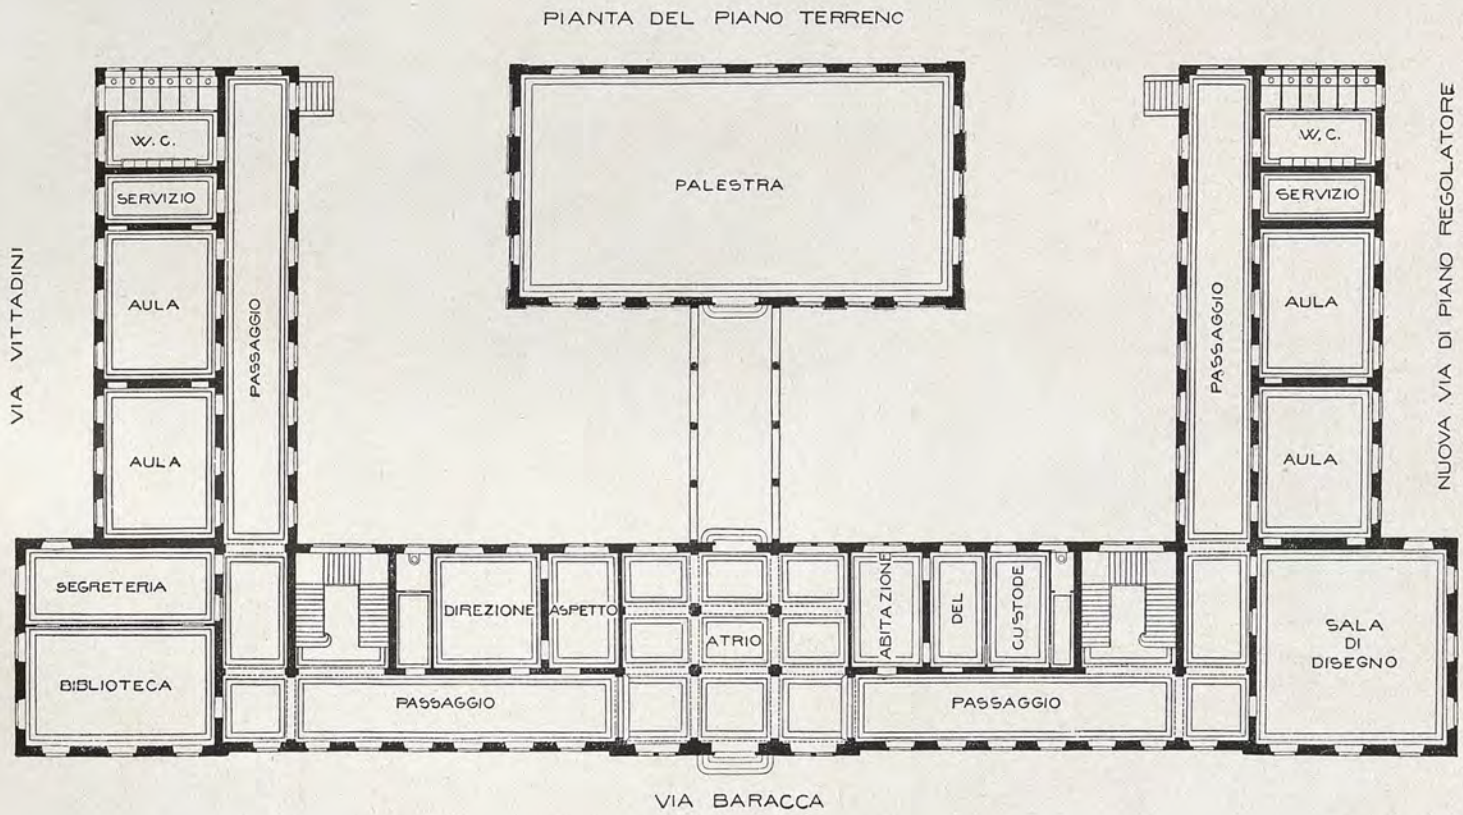 PIANTA DEL PIANO TERRENO
W.C.
SERVIZIO
AULA
AULA
PASSAGGIO
VIA VITTADINI
PALESTRA
W.C.
SERVIZIO
AULA
AULA
PASSAGGIO
NUOVA VIA DI PIANO REGOLATORE
SEGRETERIA
BIBLIOTECA
DIREZIONE
ASPETTO
ATRIO
ABITAZIONE
DEL
CUSTODE
SALA
DI
DISEGNO
PASSAGGIO
PASSAGGIO
VIA BARACCA